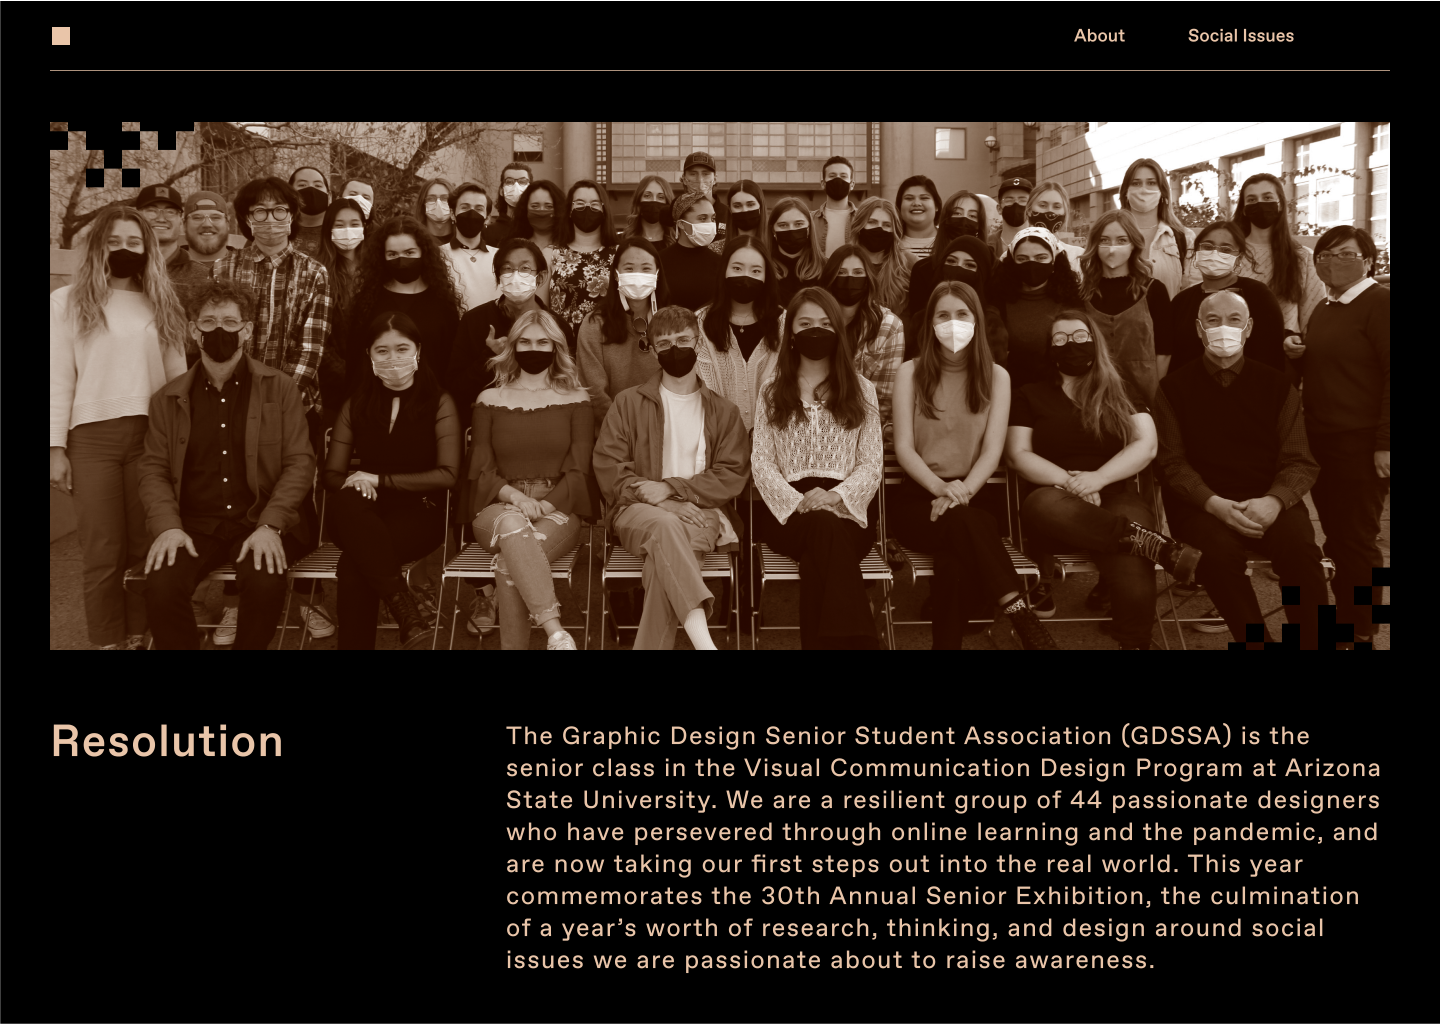 About
Social Issues
Resolution
The Graphic Design Senior Student Association (GDSSA) is the
senior class in the Visual Communication Design Program at Arizona
State University. We are a resilient group of 44 passionate designers
who have persevered through online learning and the pandemic, and
are now taking our first steps out into the real world. This year
commemorates the 30th Annual Senior Exhibition, the culmination
of a year’s worth of research, thinking, and design around social
issues we are passionate about to raise awareness.